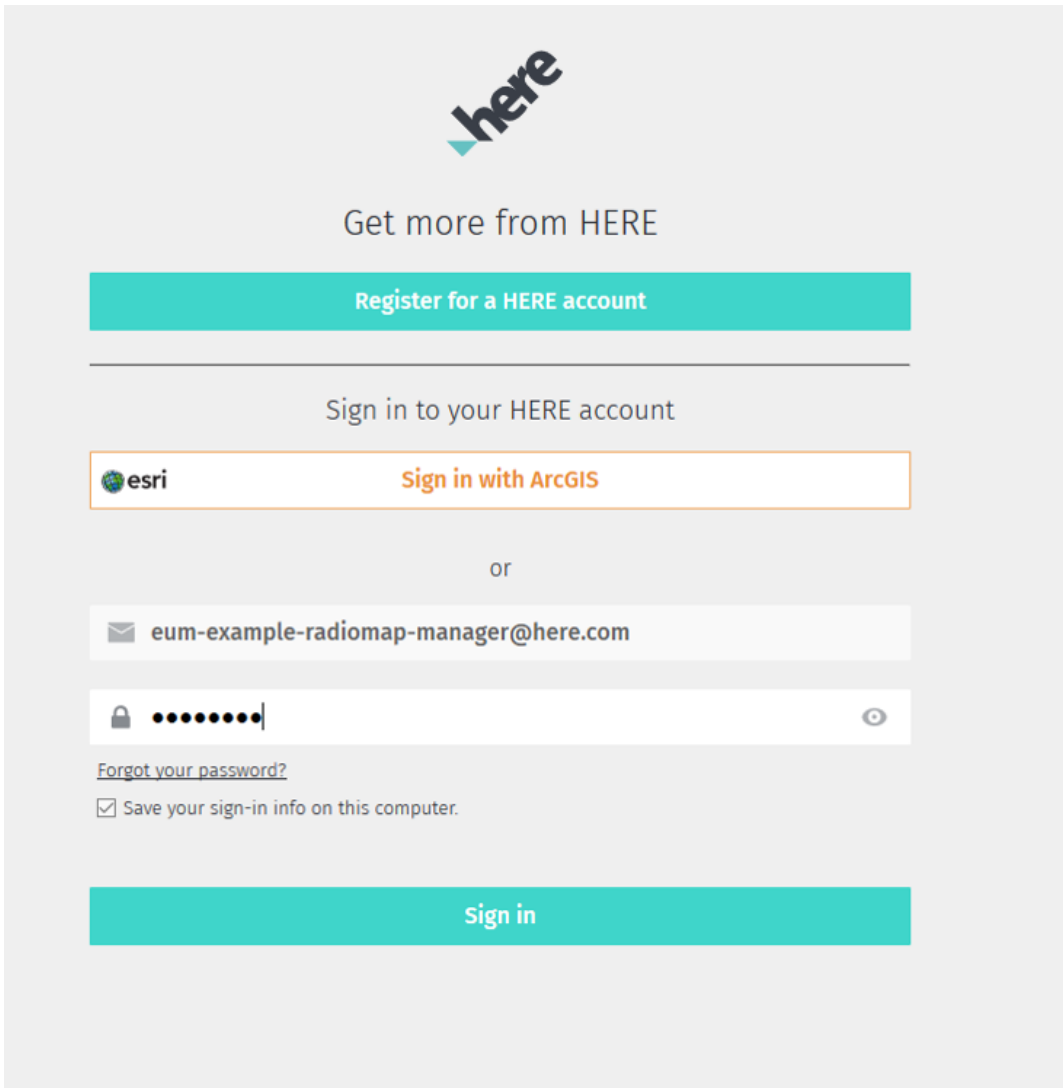 here
Get more from HERE
Register for a HERE account
Sign in to your HERE account
esri Sign in with ArcGIS
or
eum-example-radiomap-manager@here.com
••••••••
Forgot your password?
Save your sign-in info on this computer.
Sign in